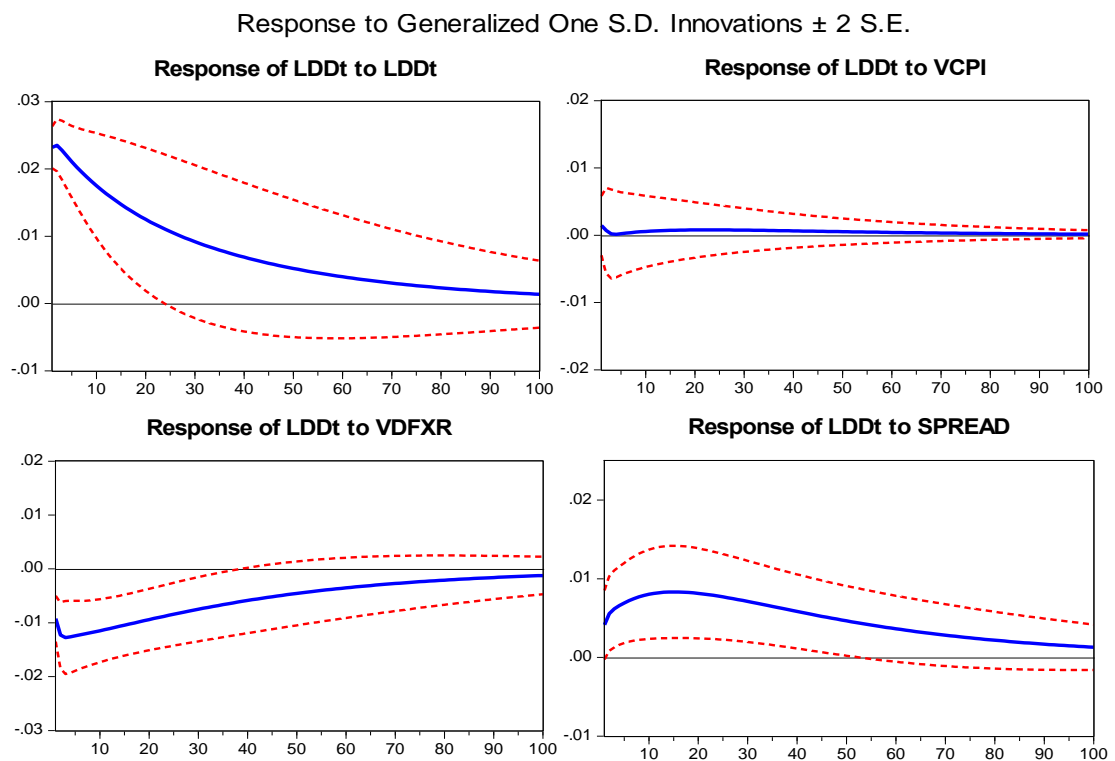 Response to Generalized One S.D. Innovations ± 2 S.E.
Response of LDDt to LDDt
.03
.02
.01
.00
-.01
10 20 30 40 50 60 70 80 90 100
Response of LDDt to VCPI
.02
.01
.00
-.01
-.02
10 20 30 40 50 60 70 80 90 100
Response of LDDt to VDFXR
.02
.01
.00
-.01
-.02
-.03
10 20 30 40 50 60 70 80 90 100
Response of LDDt to SPREAD
.02
.01
.00
-.01
10 20 30 40 50 60 70 80 90 100